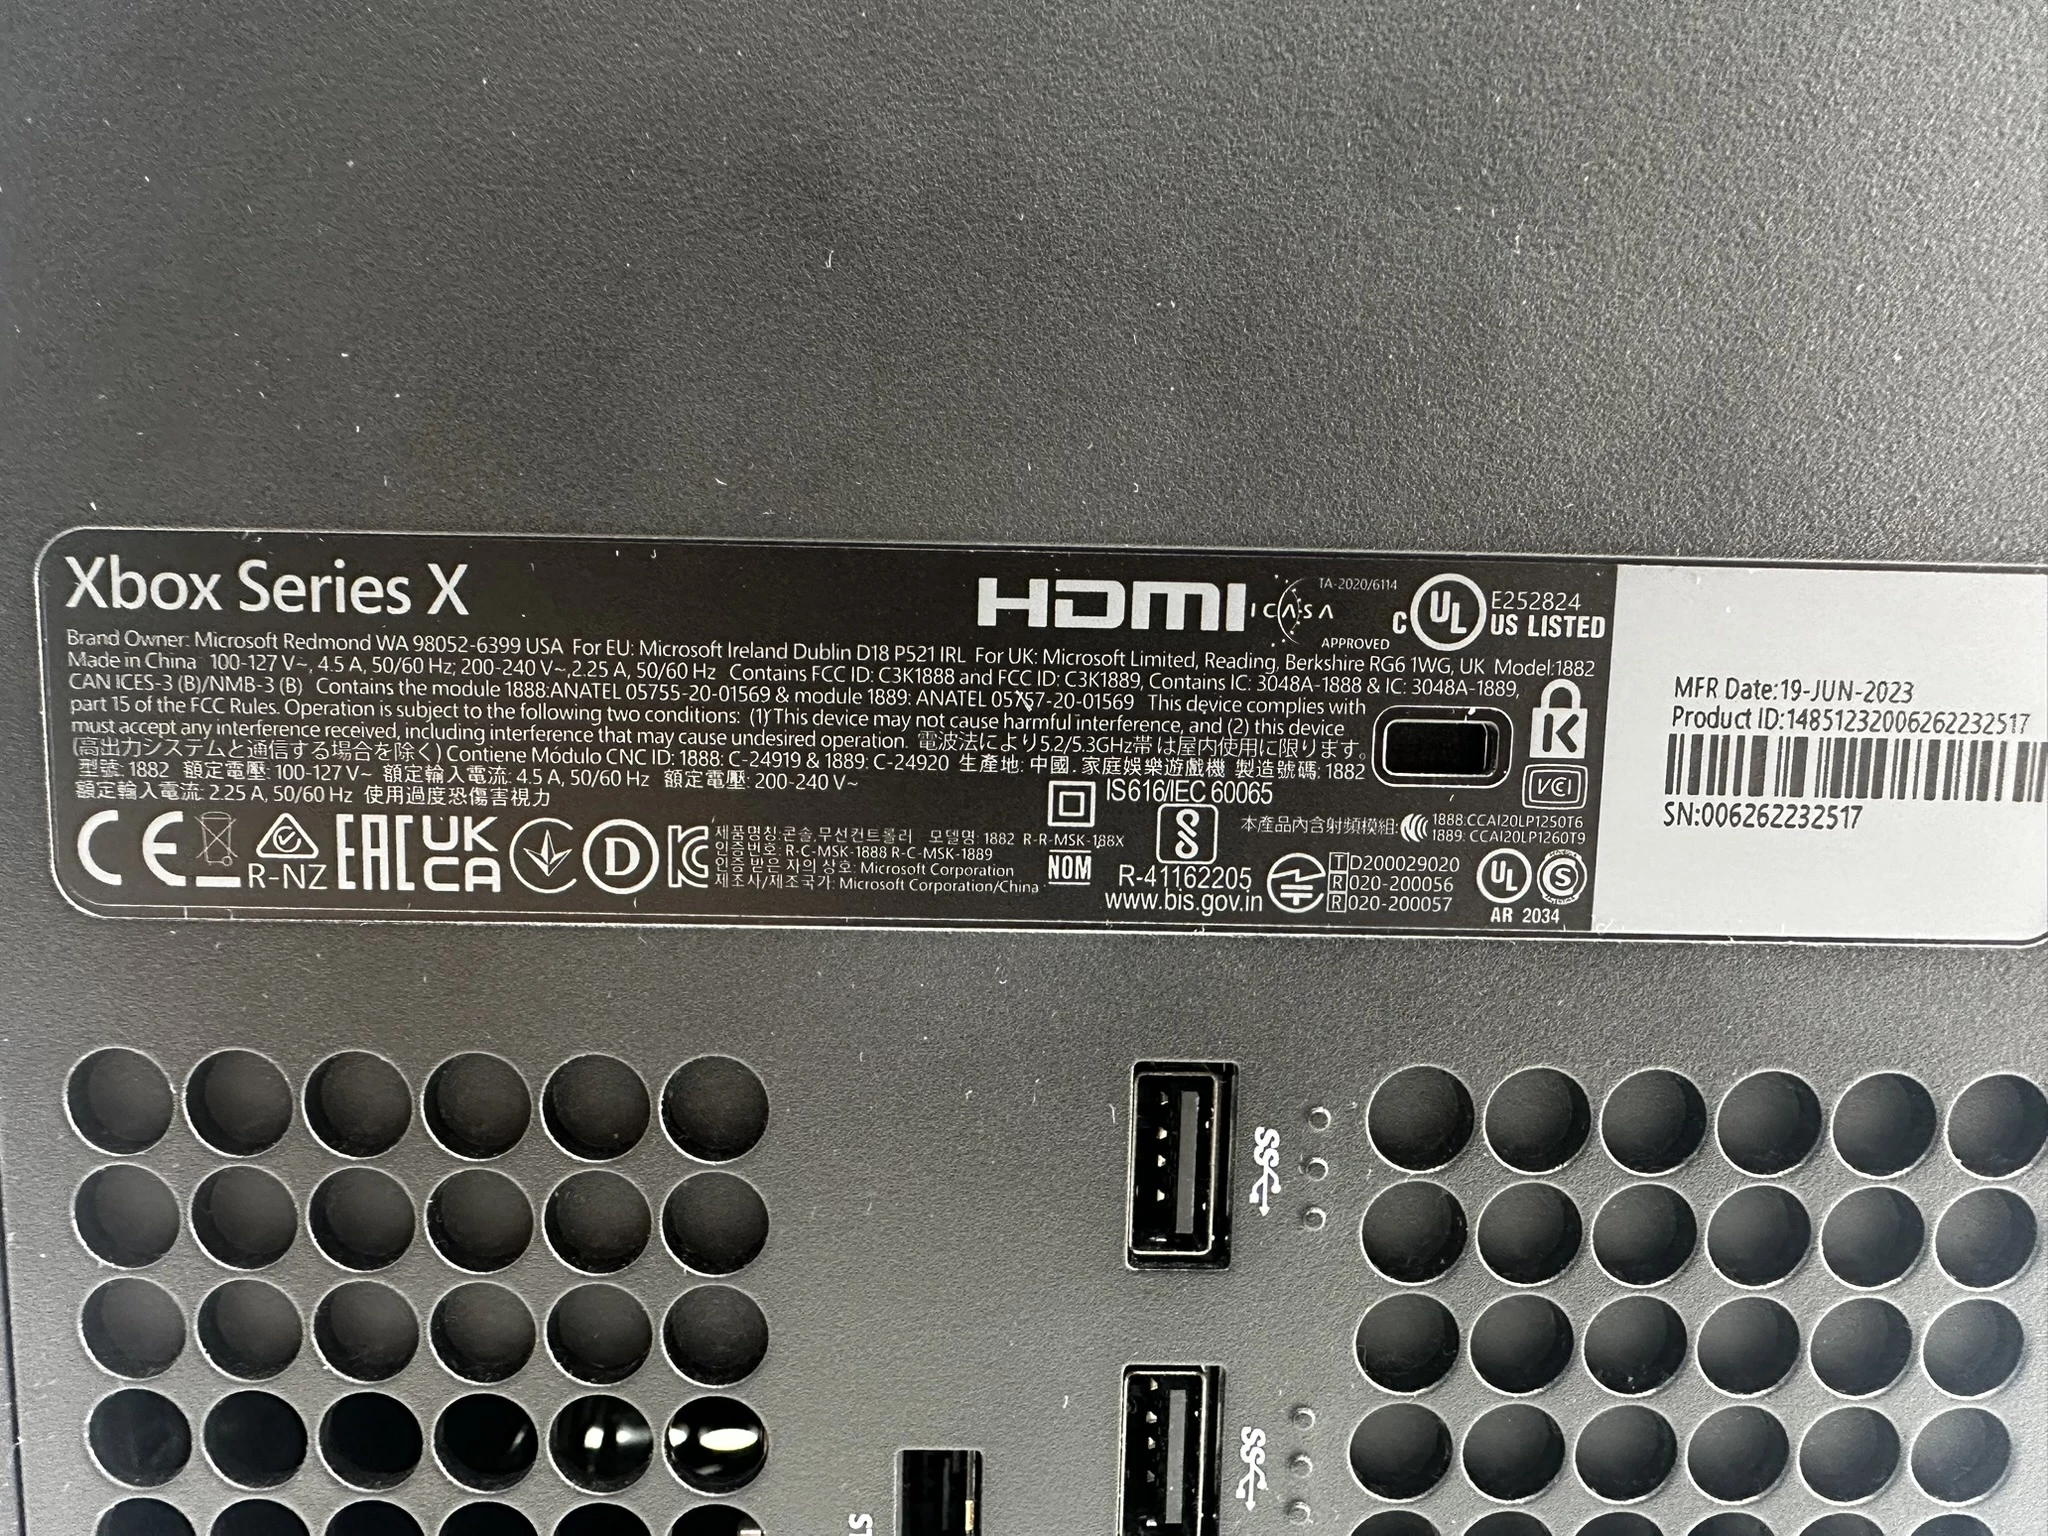 Xbox Series X
HDMI
ICASA
TA-2020/6114
APPROVED
C UL US LISTED
E252824
Brand Owner: Microsoft Redmond WA 98052-6399 USA For EU: Microsoft Ireland Dublin D18 P521 IRL For UK: Microsoft Limited, Reading, Berkshire RG6 1WG, UK Model:1882
Made in China 100-127 V~, 4.5 A, 50/60 Hz; 200-240 V~,2.25 A, 50/60 Hz Contains FCC ID: C3K1888 and FCC ID: C3K1889, Contains IC: 3048A-1888 & IC: 3048A-1889,
CAN ICES-3 (B)/NMB-3 (B) Contains the module 1888:ANATEL 05755-20-01569 & module 1889: ANATEL 05757-20-01569 This device complies with
part 15 of the FCC Rules. Operation is subject to the following two conditions: (1) This device may not cause harmful interference, and (2) this device
must accept any interference received, including interference that may cause undesired operation. 電波法により5.2/5.3GHz帯は屋内使用に限ります。
(高出力システムと通信する場合を除く) Contiene Módulo CNC ID: 1888: C-24919 & 1889: C-24920 生產地: 中國. 家庭娛樂遊戲機 製造號碼: 1882
型號: 1882 額定電壓: 100-127 V~ 額定輸入電流: 4.5 A, 50/60 Hz 額定電壓: 200-240 V~
額定輸入電流: 2.25 A, 50/60 Hz 使用過度恐傷害視力
K
VCI
CE
R-NZ
EAC
UK
CA
D
제품명칭:콘솔,무선컨트롤러 모델명: 1882 R-R-MSK-188X
인증번호: R-C-MSK-1888 R-C-MSK-1889
인증 받은 자의 상호: Microsoft Corporation
제조사/제조국가: Microsoft Corporation/China
NOM
IS616/IEC 60065
R-41162205
www.bis.gov.in
本產品內含射頻模組:
1888:CCAI20LP1250T6
1889: CCAI20LP1260T9
T D200029020
R 020-200056
R 020-200057
UL
S
AR 2034
MFR Date:19-JUN-2023
Product ID:14851232006262232517
SN:006262232517
SS
SS
ST